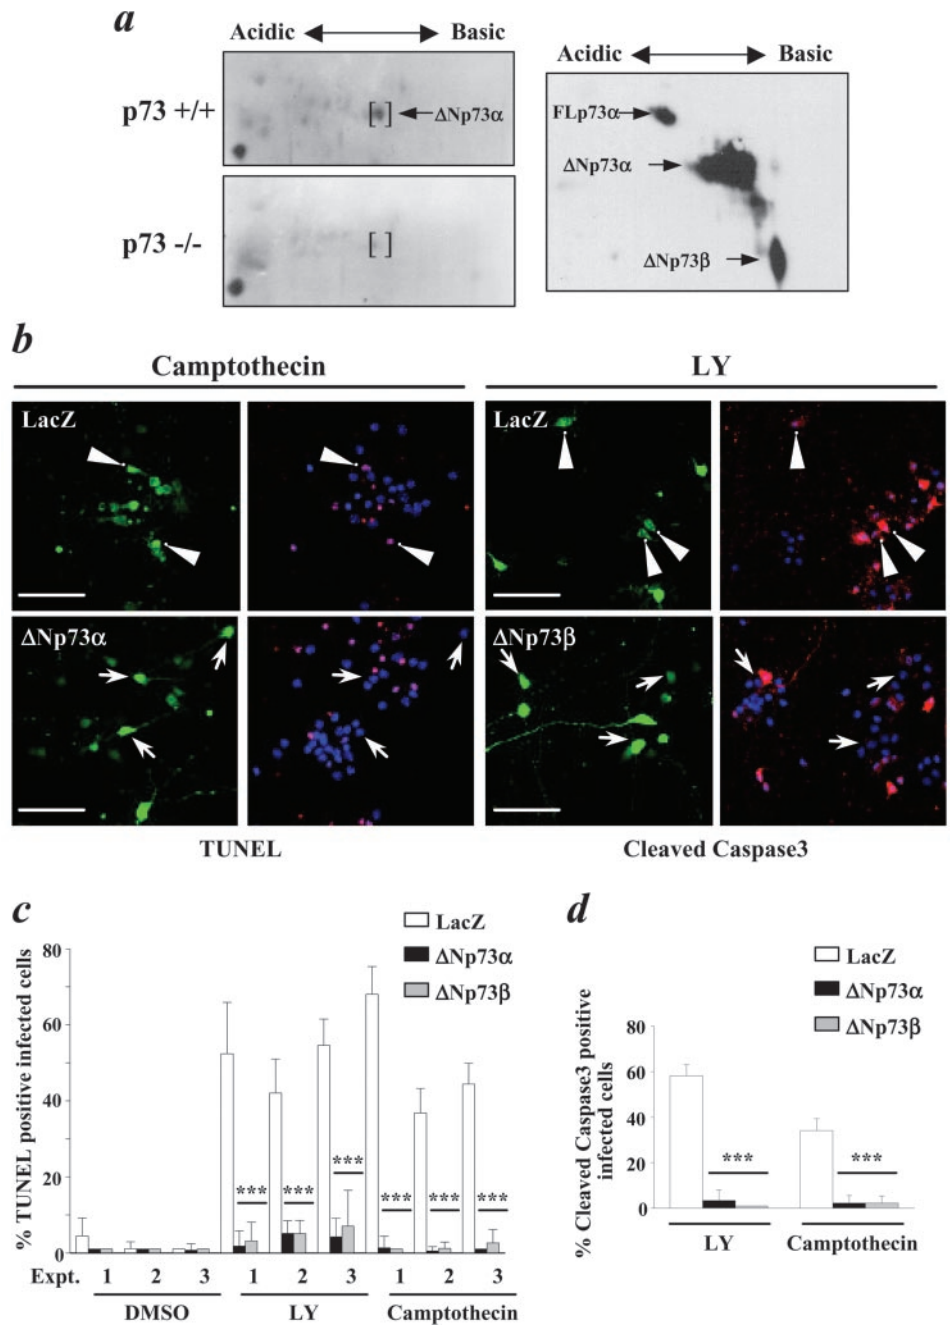 a
Acidic Basic
p73 +/+
[ ] ΔNp73α
p73 -/-
[ ]
Acidic Basic
FLp73α
ΔNp73α
ΔNp73β
b
Camptothecin LY
LacZ LacZ
ΔNp73α ΔNp73β
TUNEL Cleaved Caspase3
c
LacZ
ΔNp73α
ΔNp73β
% TUNEL positive infected cells
80
60
40
20
0
*** *** *** *** *** ***
Expt. 1 2 3 1 2 3 1 2 3
DMSO LY Camptothecin
d
LacZ
ΔNp73α
ΔNp73β
% Cleaved Caspase3 positive
infected cells
80
60
40
20
0
*** ***
LY Camptothecin